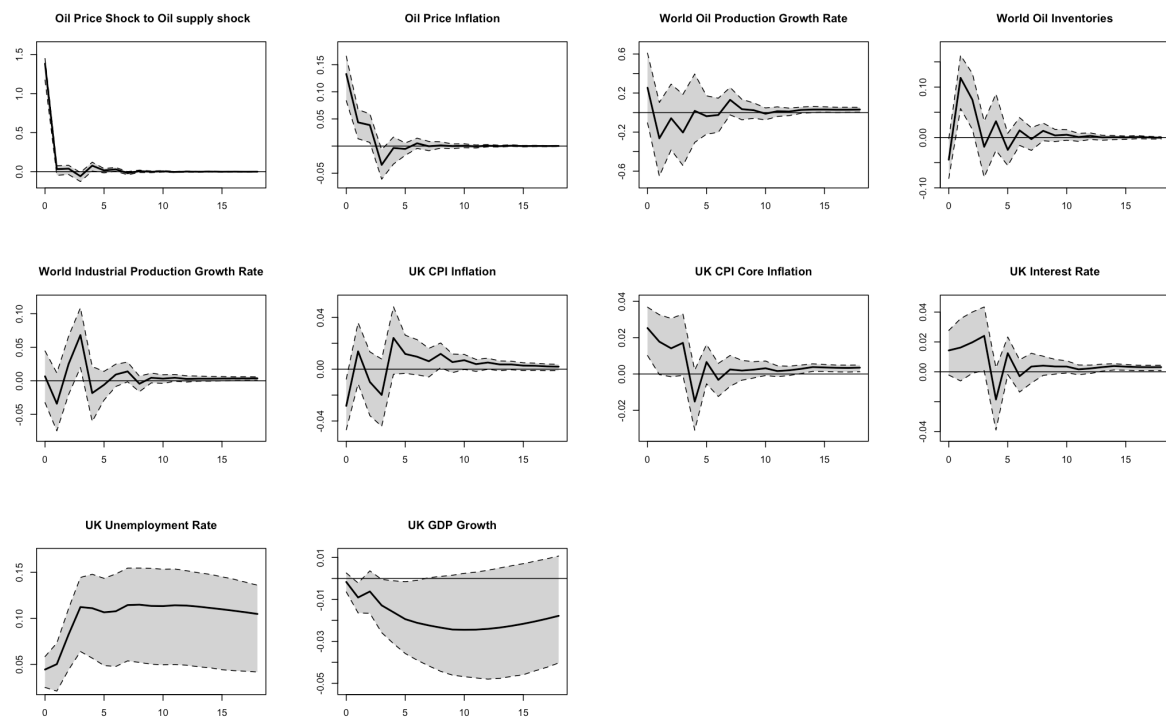 Oil Price Shock to Oil supply shock
1.5
1.0
0.5
0.0
0 5 10 15
Oil Price Inflation
0.15
0.05
-0.05
0 5 10 15
World Oil Production Growth Rate
0.6
0.2
-0.2
-0.6
0 5 10 15
World Oil Inventories
0.10
0.00
-0.10
0 5 10 15
World Industrial Production Growth Rate
0.10
0.05
0.00
-0.05
0 5 10 15
UK CPI Inflation
0.04
0.00
-0.04
0 5 10 15
UK CPI Core Inflation
0.04
0.02
0.00
-0.02
0 5 10 15
UK Interest Rate
0.04
0.00
-0.04
0 5 10 15
UK Unemployment Rate
0.15
0.10
0.05
0 5 10 15
UK GDP Growth
0.01
-0.01
-0.03
-0.05
0 5 10 15